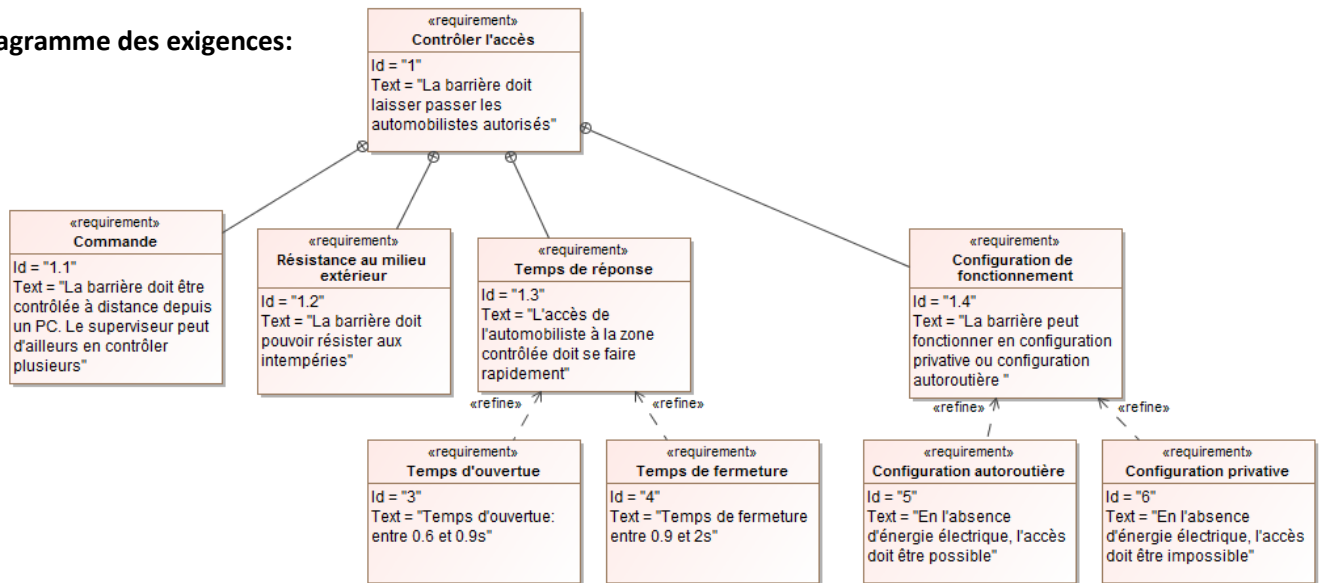 agramme des exigences:
«requirement»
Contrôler l'accès
Id = "1"
Text = "La barrière doit
laisser passer les
automobilistes autorisés"
«requirement»
Commande
Id = "1.1"
Text = "La barrière doit être
contrôlée à distance depuis
un PC. Le superviseur peut
d'ailleurs en contrôler
plusieurs"
«requirement»
Résistance au milieu
extérieur
Id = "1.2"
Text = "La barrière doit
pouvoir résister aux
intempéries"
«requirement»
Temps de réponse
Id = "1.3"
Text = "L'accès de
l'automobiliste à la zone
contrôlée doit se faire
rapidement"
«requirement»
Configuration de
fonctionnement
Id = "1.4"
Text = "La barrière peut
fonctionner en configuration
privative ou configuration
autoroutière "
«refine»
«refine»
«refine»
«refine»
«requirement»
Temps d'ouvertue
Id = "3"
Text = "Temps d'ouvertue:
entre 0.6 et 0.9s"
«requirement»
Temps de fermeture
Id = "4"
Text = "Temps de fermeture
entre 0.9 et 2s"
«requirement»
Configuration autoroutière
Id = "5"
Text = "En l'absence
d'énergie électrique, l'accès
doit être possible"
«requirement»
Configuration privative
Id = "6"
Text = "En l'absence
d'énergie électrique, l'accès
doit être impossible"